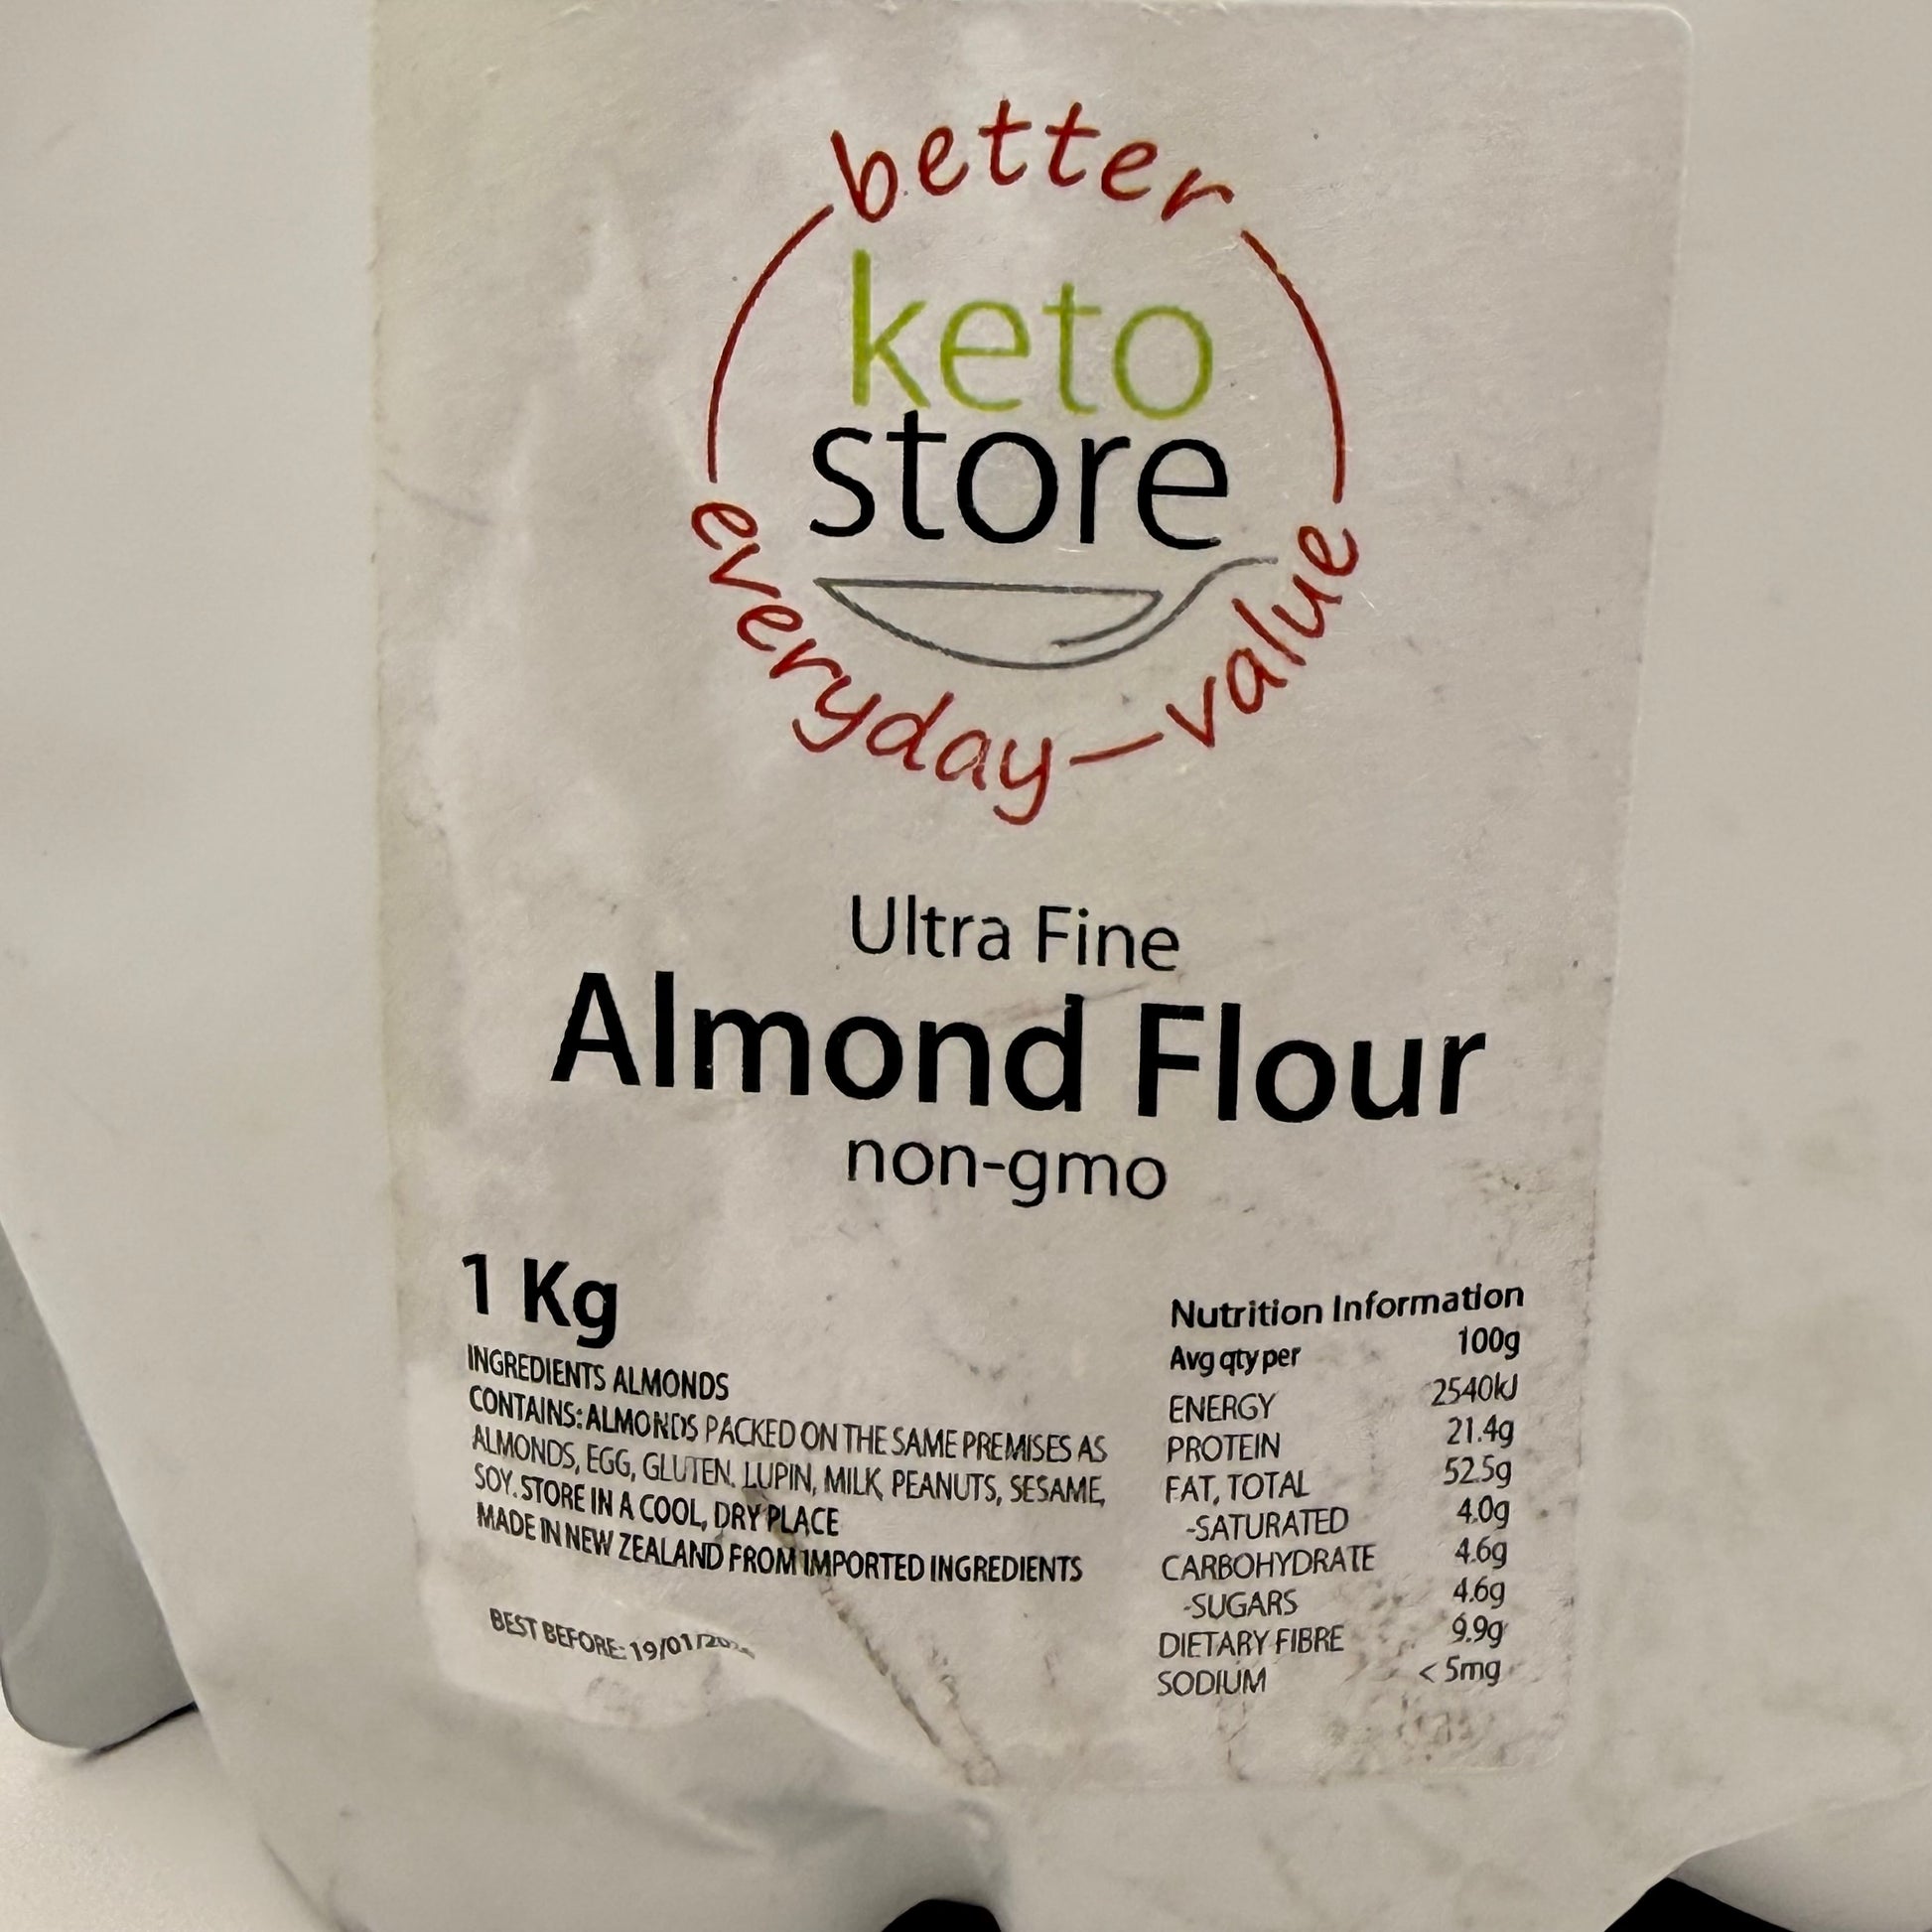 better
keto
store
everyday—value
Ultra Fine
Almond Flour
non-gmo
1 Kg
INGREDIENTS ALMONDS
CONTAINS: ALMONDS PACKED ON THE SAME PREMISES AS
ALMONDS, EGG, GLUTEN. LUPIN, MILK, PEANUTS, SESAME,
SOY. STORE IN A COOL, DRY PLACE
MADE IN NEW ZEALAND FROM IMPORTED INGREDIENTS
BEST BEFORE: 19/01/
Nutrition Information
Avg qty per 100g
ENERGY 2540kJ
PROTEIN 21.4g
FAT, TOTAL 52.5g
-SATURATED 4.0g
CARBOHYDRATE 4.6g
-SUGARS 4.6g
DIETARY FIBRE 9.9g
SODIUM < 5mg